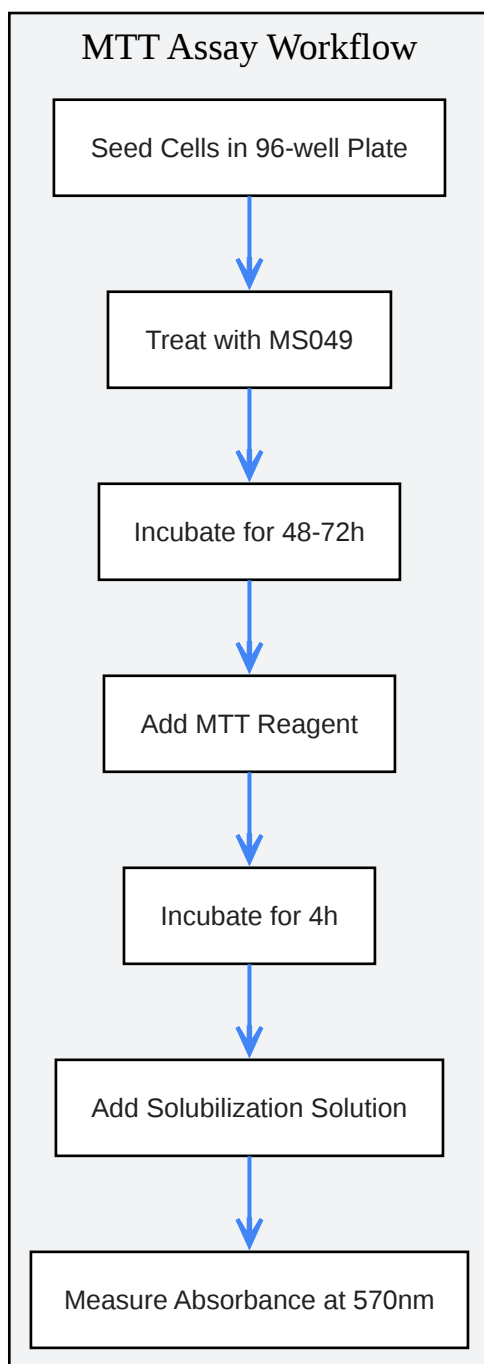 MTT Assay Workflow
Seed Cells in 96-well Plate
Treat with MS049
Incubate for 48-72h
Add MTT Reagent
Incubate for 4h
Add Solubilization Solution
Measure Absorbance at 570nm